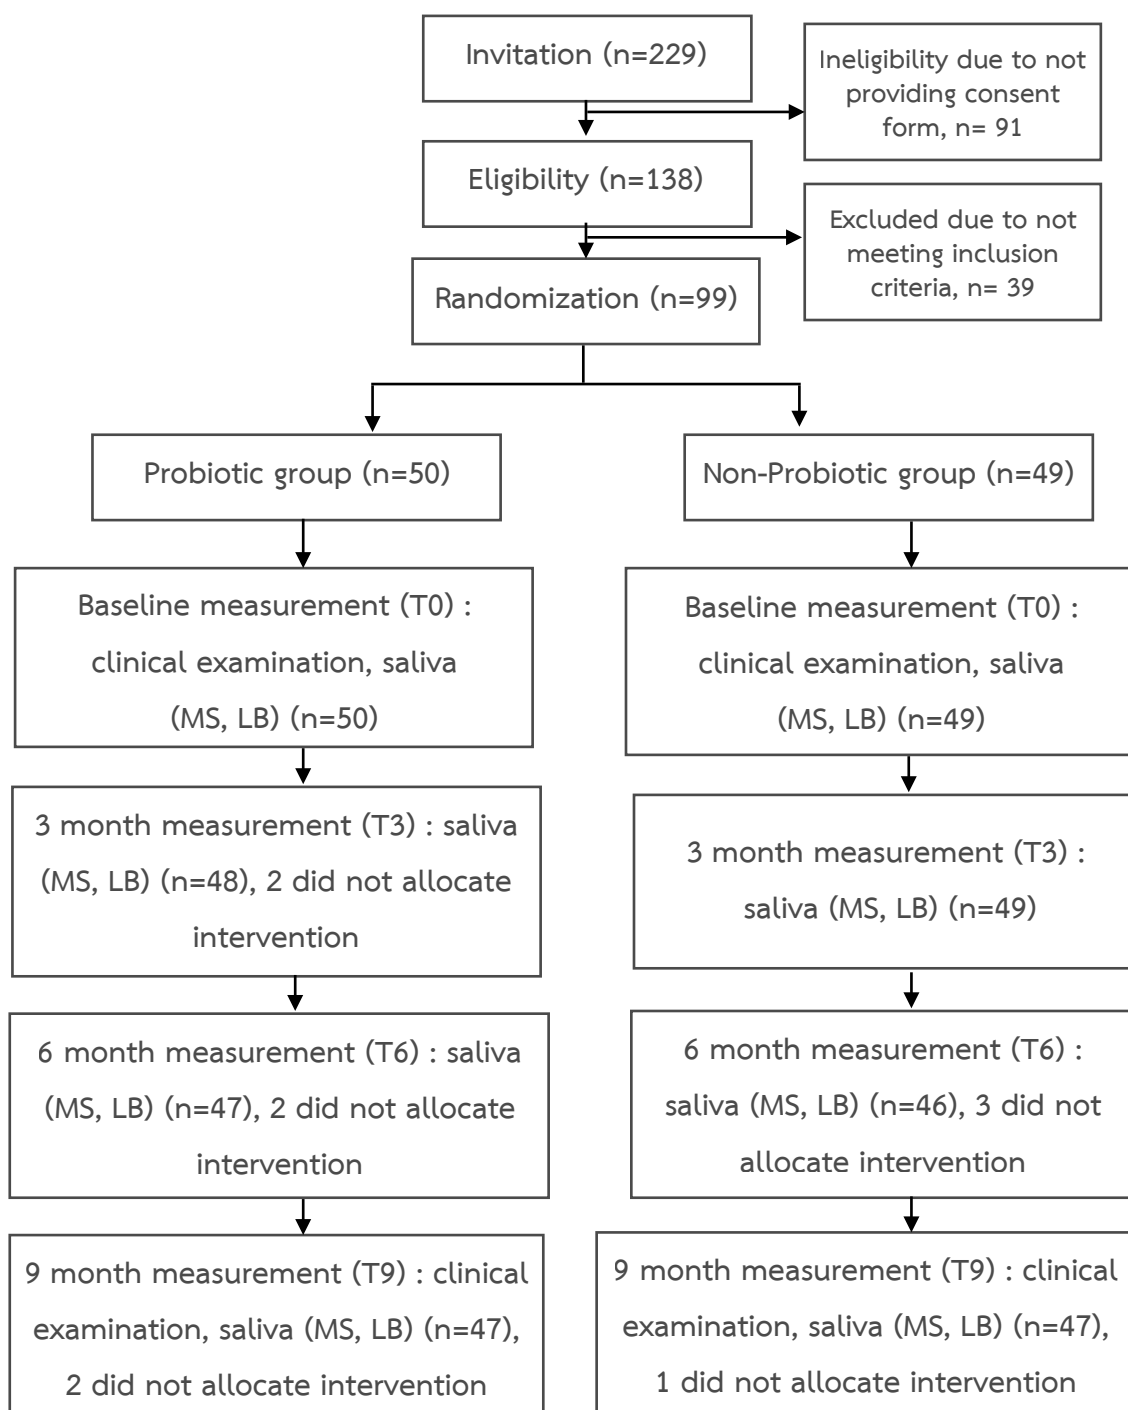 Invitation (n=229)
Ineligibility due to not
providing consent
form, n= 91
Eligibility (n=138)
Excluded due to not
meeting inclusion
criteria, n= 39
Randomization (n=99)
Probiotic group (n=50)
Non-Probiotic group (n=49)
Baseline measurement (T0) :
clinical examination, saliva
(MS, LB) (n=50)
Baseline measurement (T0) :
clinical examination, saliva
(MS, LB) (n=49)
3 month measurement (T3) : saliva
(MS, LB) (n=48), 2 did not allocate
intervention
3 month measurement (T3) :
saliva (MS, LB) (n=49)
6 month measurement (T6) : saliva
(MS, LB) (n=47), 2 did not allocate
intervention
6 month measurement (T6) :
saliva (MS, LB) (n=46), 3 did not
allocate intervention
9 month measurement (T9) : clinical
examination, saliva (MS, LB) (n=47),
2 did not allocate intervention
9 month measurement (T9) : clinical
examination, saliva (MS, LB) (n=47),
1 did not allocate intervention